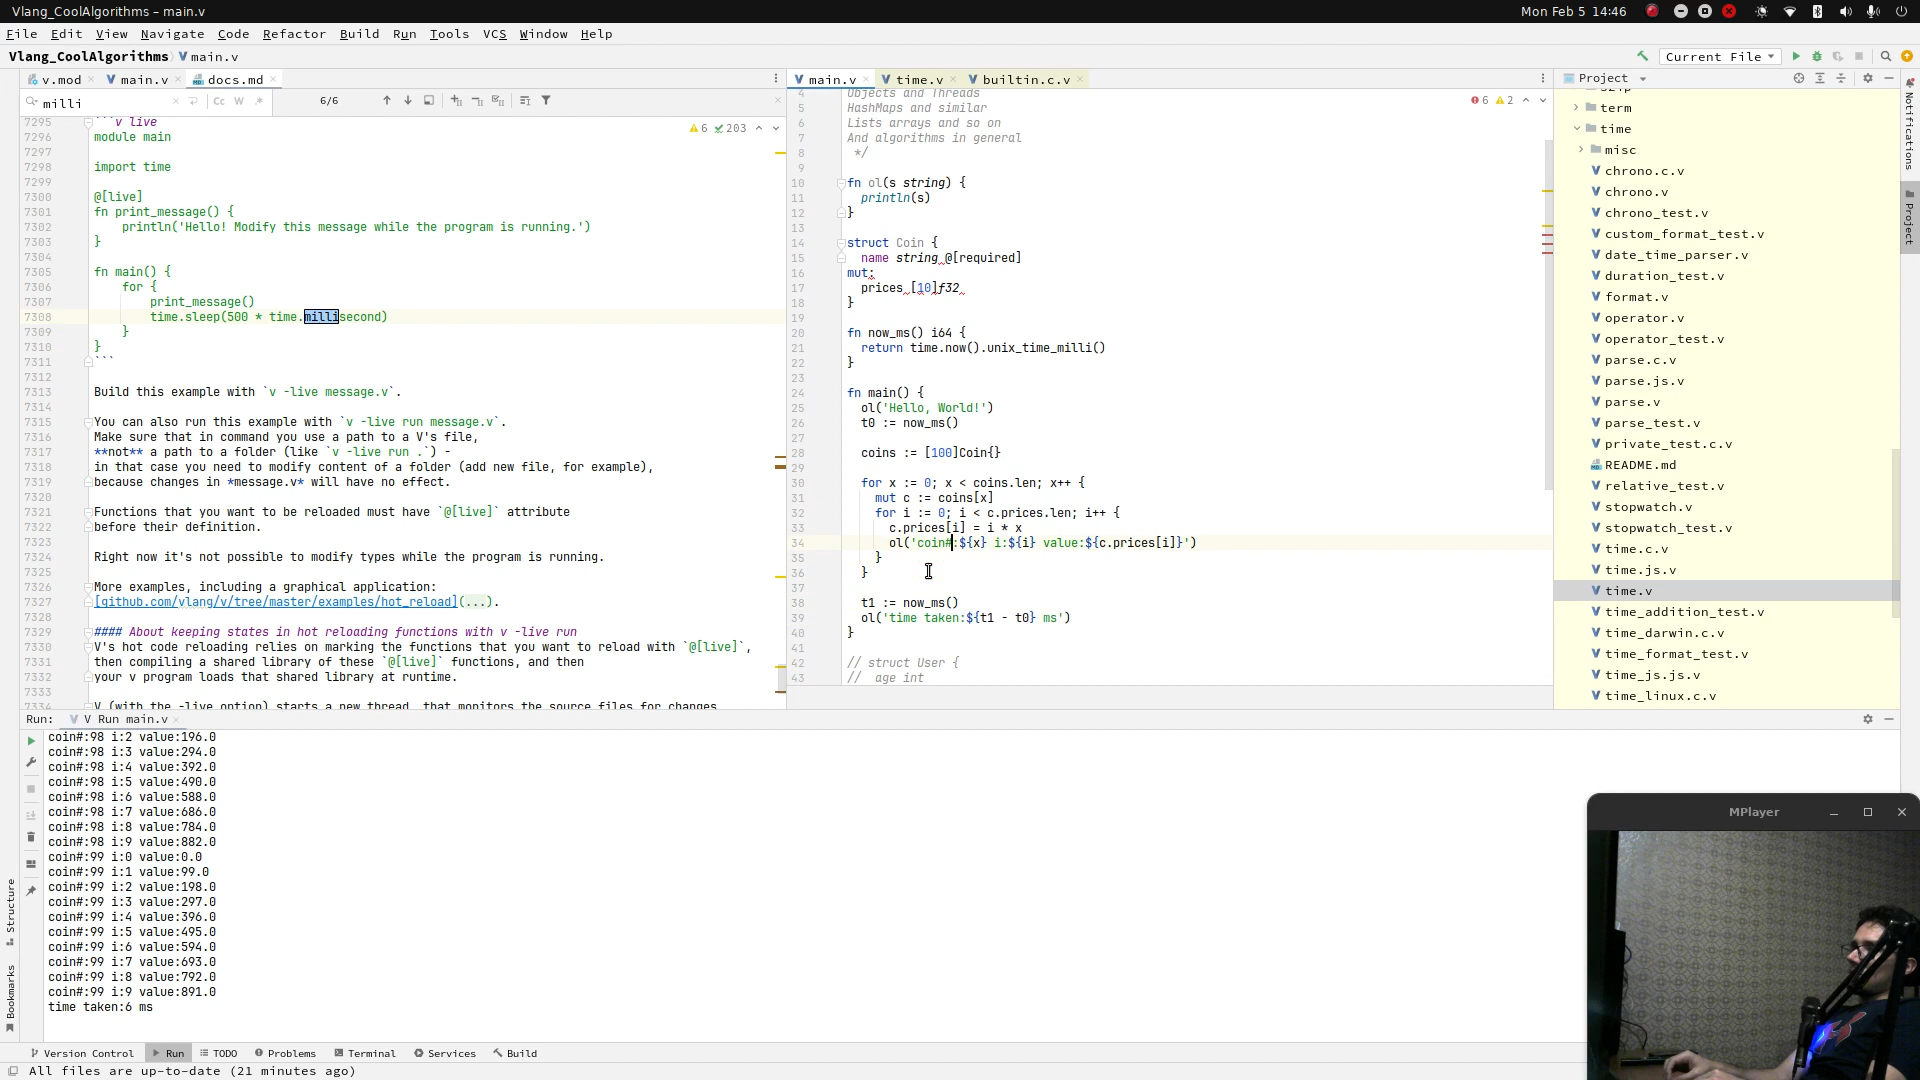 Vlang_CoolAlgorithms – main.v
Mon Feb 5 14:46
File Edit View Navigate Code Refactor Build Run Tools VCS Window Help
Vlang_CoolAlgorithms main.v
Current File
v.mod main.v docs.md
milli
Cc W .*
6/6
6 203
7295 ```v live
7296 module main
7297
7298 import time
7299
7300 @[live]
7301 fn print_message() {
7302 println('Hello! Modify this message while the program is running.')
7303 }
7304
7305 fn main() {
7306 for {
7307 print_message()
7308 time.sleep(500 * time.millisecond)
7309 }
7310 }
7311 ```
7312
7313 Build this example with `v -live message.v`.
7314
7315 You can also run this example with `v -live run message.v`.
7316 Make sure that in command you use a path to a V's file,
7317 **not** a path to a folder (like `v -live run .`) -
7318 in that case you need to modify content of a folder (add new file, for example),
7319 because changes in *message.v* will have no effect.
7320
7321 Functions that you want to be reloaded must have `@[live]` attribute
7322 before their definition.
7323
7324 Right now it's not possible to modify types while the program is running.
7325
7326 More examples, including a graphical application:
7327 [github.com/vlang/v/tree/master/examples/hot_reload](...).
7328
7329 #### About keeping states in hot reloading functions with v -live run
7330 V's hot code reloading relies on marking the functions that you want to reload with `@[live]`,
7331 then compiling a shared library of these `@[live]` functions, and then
7332 your v program loads that shared library at runtime.
7333
7334 V (with the -live option) starts a new thread, that monitors the source files for changes
main.v time.v builtin.c.v
6 2
4 Objects and Threads
5 HashMaps and similar
6 Lists arrays and so on
7 And algorithms in general
8 */
9
10 fn ol(s string) {
11 println(s)
12 }
13
14 struct Coin {
15 name string @[required]
16 mut:
17 prices [10]f32
18 }
19
20 fn now_ms() i64 {
21 return time.now().unix_time_milli()
22 }
23
24 fn main() {
25 ol('Hello, World!')
26 t0 := now_ms()
27
28 coins := [100]Coin{}
29
30 for x := 0; x < coins.len; x++ {
31 mut c := coins[x]
32 for i := 0; i < c.prices.len; i++ {
33 c.prices[i] = i * x
34 ol('coin#:${x} i:${i} value:${c.prices[i]}')
35 }
36 }
37
38 t1 := now_ms()
39 ol('time taken:${t1 - t0} ms')
40 }
41
42 // struct User {
43 // age int
Project
term
time
misc
chrono.c.v
chrono.v
chrono_test.v
custom_format_test.v
date_time_parser.v
duration_test.v
format.v
operator.v
operator_test.v
parse.c.v
parse.js.v
parse.v
parse_test.v
private_test.c.v
README.md
relative_test.v
stopwatch.v
stopwatch_test.v
time.c.v
time.js.v
time.v
time_addition_test.v
time_darwin.c.v
time_format_test.v
time_js.js.v
time_linux.c.v
Notifications
Project
Run: V Run main.v
coin#:98 i:2 value:196.0
coin#:98 i:3 value:294.0
coin#:98 i:4 value:392.0
coin#:98 i:5 value:490.0
coin#:98 i:6 value:588.0
coin#:98 i:7 value:686.0
coin#:98 i:8 value:784.0
coin#:98 i:9 value:882.0
coin#:99 i:0 value:0.0
coin#:99 i:1 value:99.0
coin#:99 i:2 value:198.0
coin#:99 i:3 value:297.0
coin#:99 i:4 value:396.0
coin#:99 i:5 value:495.0
coin#:99 i:6 value:594.0
coin#:99 i:7 value:693.0
coin#:99 i:8 value:792.0
coin#:99 i:9 value:891.0
time taken:6 ms
Structure
Bookmarks
MPlayer
Version Control Run TODO Problems Terminal Services Build
All files are up-to-date (21 minutes ago)